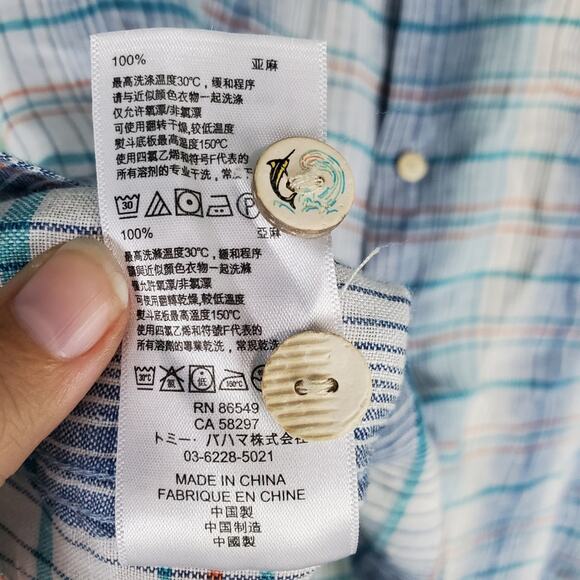 100% 亚麻
最高洗涤温度30℃, 缓和程序
请与近似颜色衣物一起洗涤
仅允许氧漂/非氯漂
可使用翻转干燥,较低温度
熨斗底板最高温度150℃
使用四氯乙烯和符号F代表的
所有溶剂的专业干洗, 常
30 P
100% 亚麻
最高洗滌溫度30℃, 緩和程序
與近似顏色衣物一起洗滌
僅允許氧漂/非氯漂
可使用翻轉乾燥,較低溫度
熨斗底板最高溫度150℃
使用四氯乙烯和符號F代表的
所有溶劑的專業乾洗, 常規乾洗
30℃ 低 150℃
RN 86549
CA 58297
トミー・バハマ株式会社
03-6228-5021
MADE IN CHINA
FABRIQUE EN CHINE
中国製
中国制造
中國製